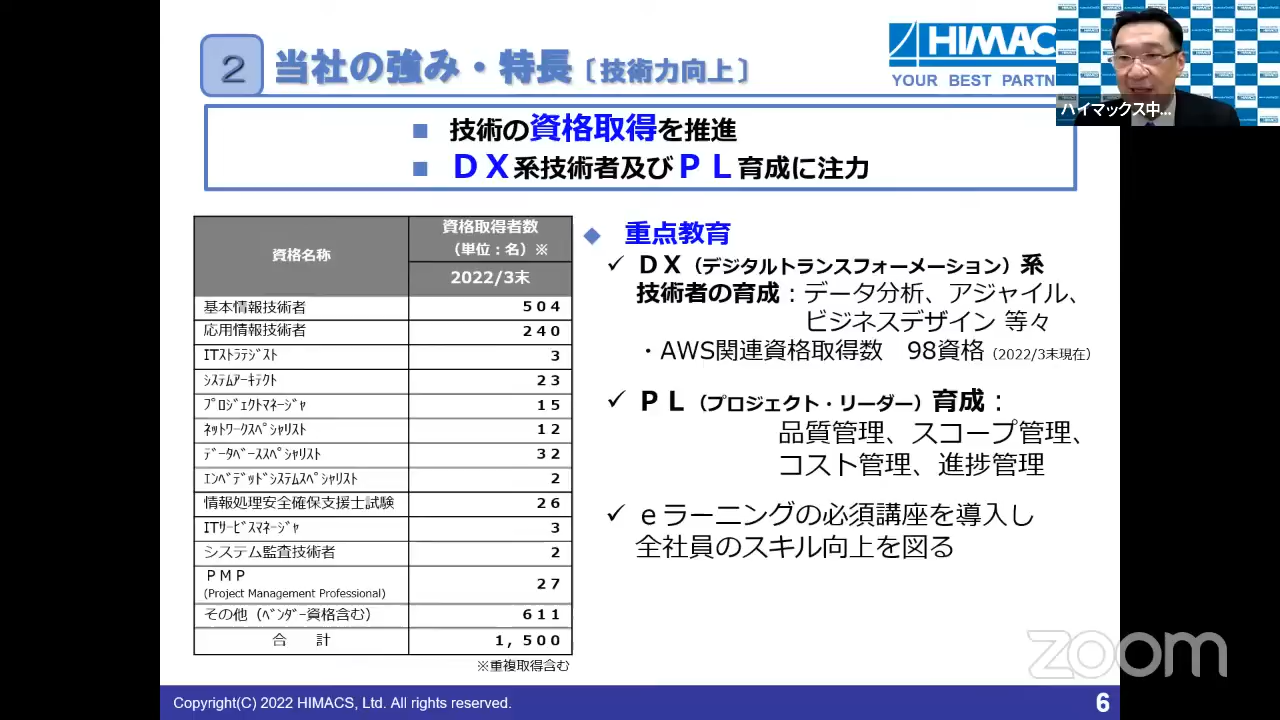 2 当社の強み・特長〔技術力向上〕
HIMAC
YOUR BEST PARTN
ハイマックス中...
■ 技術の資格取得を推進
■ ＤＸ系技術者及びＰＬ育成に注力
資格名称 資格取得者数
（単位：名）※
2022/3末
基本情報技術者 504
応用情報技術者 240
ITｽﾄﾗﾃｼﾞｽﾄ 3
ｼｽﾃﾑｱｰｷﾃｸﾄ 23
ﾌﾟﾛｼﾞｪｸﾄﾏﾈｰｼﾞｬ 15
ﾈｯﾄﾜｰｸｽﾍﾟｼｬﾘｽﾄ 12
ﾃﾞｰﾀﾍﾞｰｽｽﾍﾟｼｬﾘｽﾄ 32
ｴﾝﾍﾞﾃﾞｯﾄﾞｼｽﾃﾑｽﾍﾟｼｬﾘｽﾄ 2
情報処理安全確保支援士試験 26
ITｻｰﾋﾞｽﾏﾈｰｼﾞｬ 3
システム監査技術者 2
ＰＭＰ
(Project Management Professional) 27
その他（ﾍﾞﾝﾀﾞｰ資格含む） 611
合　計 1,500
※重複取得含む
◆ 重点教育
✓ ＤＸ（デジタルトランスフォーメーション）系
技術者の育成：データ分析、アジャイル、
ビジネスデザイン 等々
・AWS関連資格取得数　98資格（2022/3末現在）
✓ ＰＬ（プロジェクト・リーダー）育成：
品質管理、スコープ管理、
コスト管理、進捗管理
✓ ｅラーニングの必須講座を導入し
全社員のスキル向上を図る
zoom
Copyright(C) 2022 HIMACS, Ltd. All rights reserved.
6